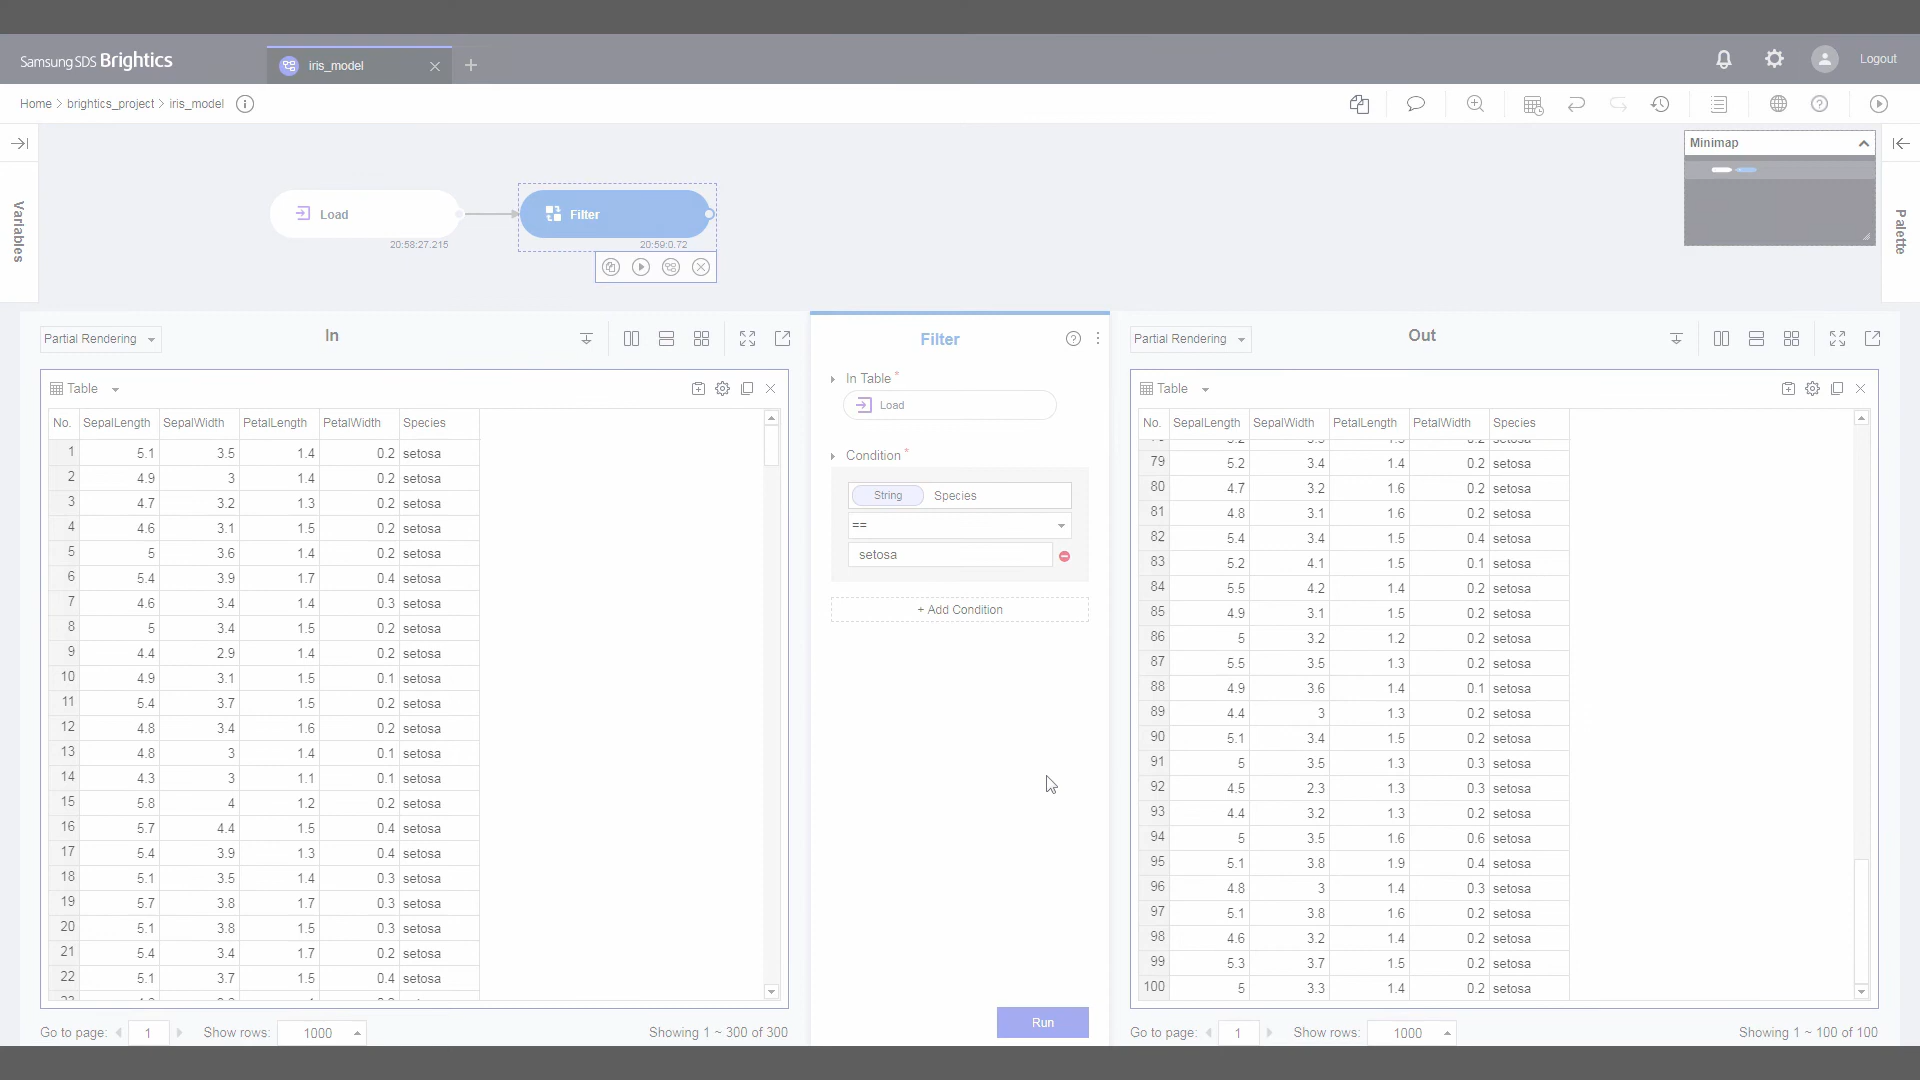 Samsung SDS Brightics
iris_model
Logout
Home > brightics_project > iris_model
Minimap
Variables
Palette
Load
20:58:27.215
Filter
20:59:0.72
Partial Rendering
In
Table
No. SepalLength SepalWidth PetalLength PetalWidth Species
1 5.1 3.5 1.4 0.2 setosa
2 4.9 3 1.4 0.2 setosa
3 4.7 3.2 1.3 0.2 setosa
4 4.6 3.1 1.5 0.2 setosa
5 5 3.6 1.4 0.2 setosa
6 5.4 3.9 1.7 0.4 setosa
7 4.6 3.4 1.4 0.3 setosa
8 5 3.4 1.5 0.2 setosa
9 4.4 2.9 1.4 0.2 setosa
10 4.9 3.1 1.5 0.1 setosa
11 5.4 3.7 1.5 0.2 setosa
12 4.8 3.4 1.6 0.2 setosa
13 4.8 3 1.4 0.1 setosa
14 4.3 3 1.1 0.1 setosa
15 5.8 4 1.2 0.2 setosa
16 5.7 4.4 1.5 0.4 setosa
17 5.4 3.9 1.3 0.4 setosa
18 5.1 3.5 1.4 0.3 setosa
19 5.7 3.8 1.7 0.3 setosa
20 5.1 3.8 1.5 0.3 setosa
21 5.4 3.4 1.7 0.2 setosa
22 5.1 3.7 1.5 0.4 setosa
Go to page: 1 Show rows: 1000 Showing 1 ~ 300 of 300
Filter
In Table *
Load
Condition *
String Species
==
setosa
+ Add Condition
Run
Partial Rendering
Out
Table
No. SepalLength SepalWidth PetalLength PetalWidth Species
79 5.2 3.4 1.4 0.2 setosa
80 4.7 3.2 1.6 0.2 setosa
81 4.8 3.1 1.6 0.2 setosa
82 5.4 3.4 1.5 0.4 setosa
83 5.2 4.1 1.5 0.1 setosa
84 5.5 4.2 1.4 0.2 setosa
85 4.9 3.1 1.5 0.2 setosa
86 5 3.2 1.2 0.2 setosa
87 5.5 3.5 1.3 0.2 setosa
88 4.9 3.6 1.4 0.1 setosa
89 4.4 3 1.3 0.2 setosa
90 5.1 3.4 1.5 0.2 setosa
91 5 3.5 1.3 0.3 setosa
92 4.5 2.3 1.3 0.3 setosa
93 4.4 3.2 1.3 0.2 setosa
94 5 3.5 1.6 0.6 setosa
95 5.1 3.8 1.9 0.4 setosa
96 4.8 3 1.4 0.3 setosa
97 5.1 3.8 1.6 0.2 setosa
98 4.6 3.2 1.4 0.2 setosa
99 5.3 3.7 1.5 0.2 setosa
100 5 3.3 1.4 0.2 setosa
Go to page: 1 Show rows: 1000 Showing 1 ~ 100 of 100